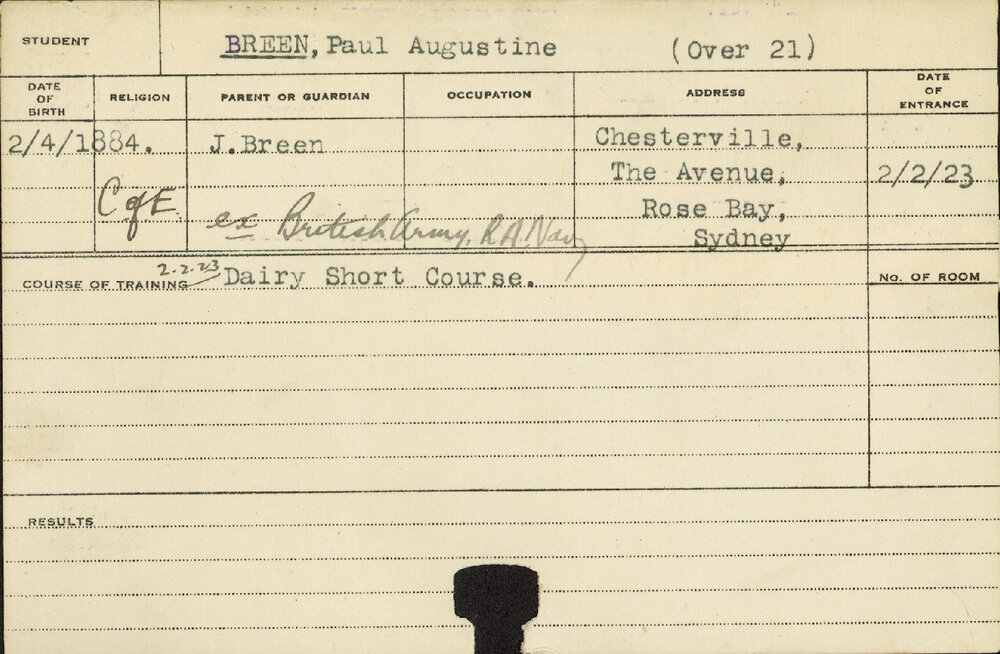 STUDENT BREEN, Paul Augustine (Over 21)
DATE OF BIRTH RELIGION PARENT OR GUARDIAN OCCUPATION ADDRESS DATE OF ENTRANCE
2/4/1884. J.Breen Chesterville,
The Avenue, 2/2/23
C of E. Rose Bay,
ex British Army, R.A. Navy Sydney
COURSE OF TRAINING 2.2.23 Dairy Short Course. No. OF ROOM
RESULTS